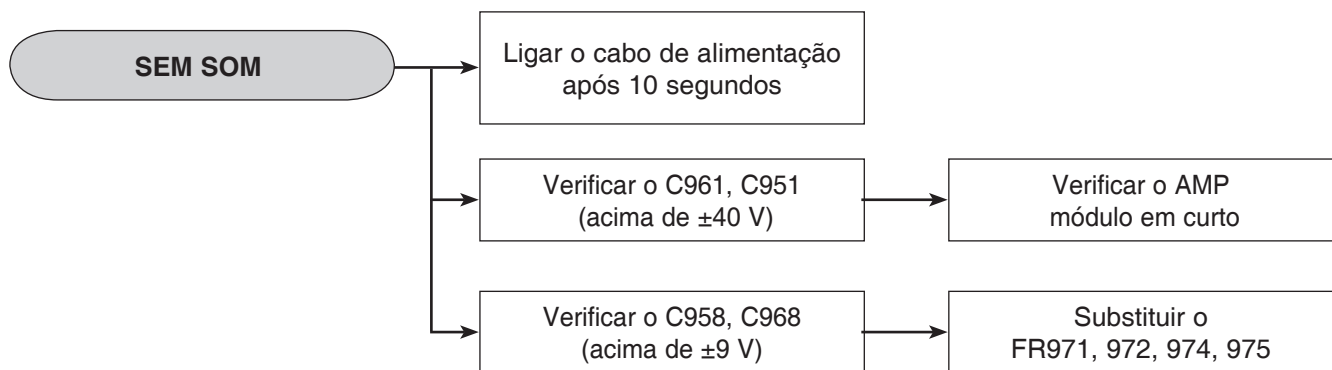 SEM SOM
Ligar o cabo de alimentação
após 10 segundos
Verificar o C961, C951
(acima de ±40 V)
Verificar o AMP
módulo em curto
Verificar o C958, C968
(acima de ±9 V)
Substituir o
FR971, 972, 974, 975